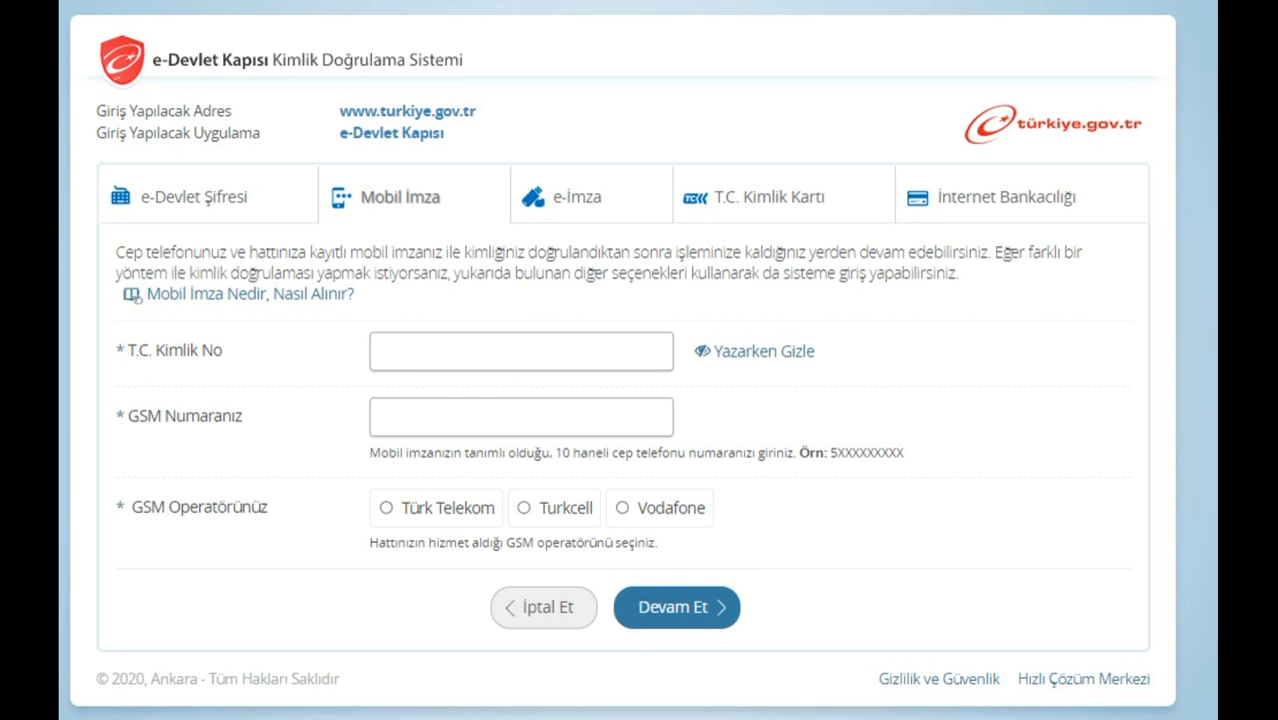 e-Devlet Kapısı Kimlik Doğrulama Sistemi
Giriş Yapılacak Adres www.turkiye.gov.tr
Giriş Yapılacak Uygulama e-Devlet Kapısı
türkiye.gov.tr
e-Devlet Şifresi Mobil İmza e-İmza T.C. Kimlik Kartı İnternet Bankacılığı
Cep telefonunuz ve hattınıza kayıtlı mobil imzanız ile kimliğiniz doğrulandıktan sonra işleminize kaldığınız yerden devam edebilirsiniz. Eğer farklı bir
yöntem ile kimlik doğrulaması yapmak istiyorsanız, yukarıda bulunan diğer seçenekleri kullanarak da sisteme giriş yapabilirsiniz.
Mobil İmza Nedir, Nasıl Alınır?
* T.C. Kimlik No Yazarken Gizle
* GSM Numaranız
Mobil imzanızın tanımlı olduğu, 10 haneli cep telefonu numaranızı giriniz. Örn: 5XXXXXXXXX
* GSM Operatörünüz Türk Telekom Turkcell Vodafone
Hattınızın hizmet aldığı GSM operatörünü seçiniz.
İptal Et Devam Et
© 2020, Ankara - Tüm Hakları Saklıdır Gizlilik ve Güvenlik Hızlı Çözüm Merkezi